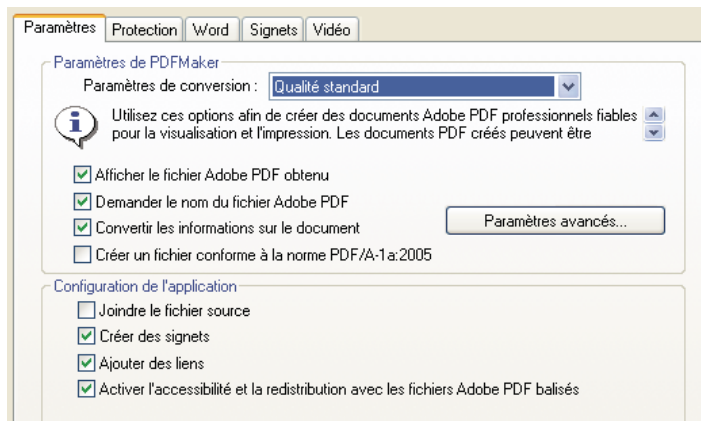 Paramètres Protection Word Signets Vidéo
Paramètres de PDFMaker
Paramètres de conversion : Qualité standard
Utilisez ces options afin de créer des documents Adobe PDF professionnels fiables
pour la visualisation et l'impression. Les documents PDF créés peuvent être
Afficher le fichier Adobe PDF obtenu
Demander le nom du fichier Adobe PDF
Convertir les informations sur le document
Paramètres avancés...
Créer un fichier conforme à la norme PDF/A-1a:2005
Configuration de l'application
Joindre le fichier source
Créer des signets
Ajouter des liens
Activer l'accessibilité et la redistribution avec les fichiers Adobe PDF balisés